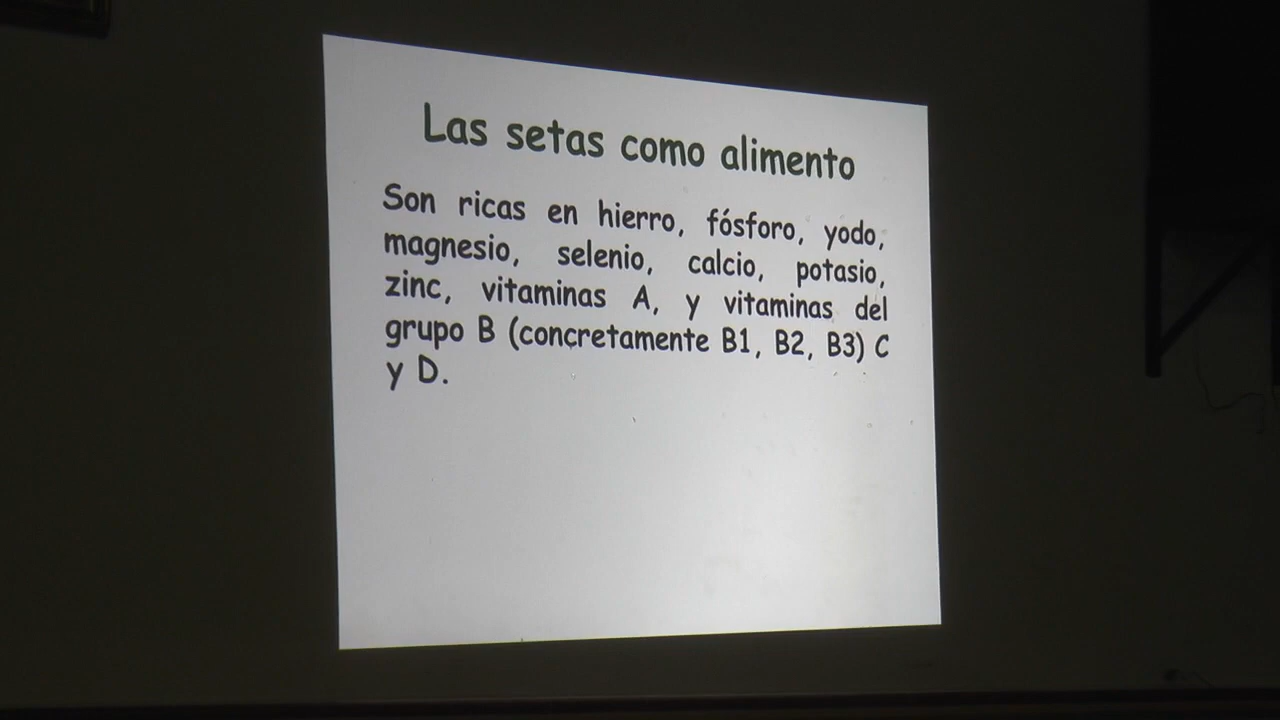 Las setas como alimento
Son ricas en hierro, fósforo, yodo,
magnesio, selenio, calcio, potasio,
zinc, vitaminas A, y vitaminas del
grupo B (concretamente B1, B2, B3) C
y D.